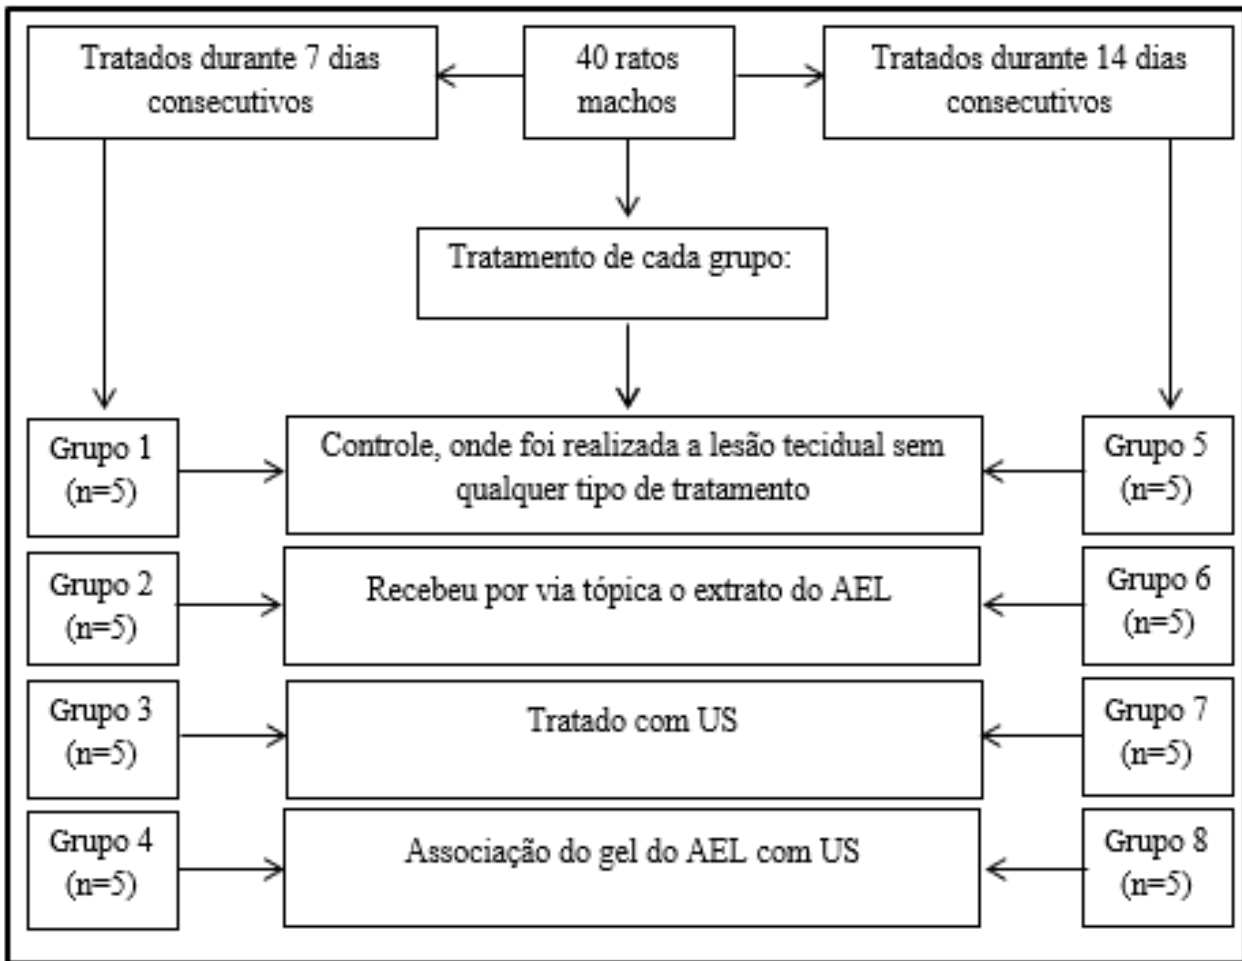 Tratados durante 7 dias
consecutivos
40 ratos
machos
Tratados durante 14 dias
consecutivos
Tratamento de cada grupo:
Grupo 1
(n=5)
Controle, onde foi realizada a lesão tecidual sem
qualquer tipo de tratamento
Grupo 5
(n=5)
Grupo 2
(n=5)
Recebeu por via tópica o extrato do AEL
Grupo 6
(n=5)
Grupo 3
(n=5)
Tratado com US
Grupo 7
(n=5)
Grupo 4
(n=5)
Associação do gel do AEL com US
Grupo 8
(n=5)